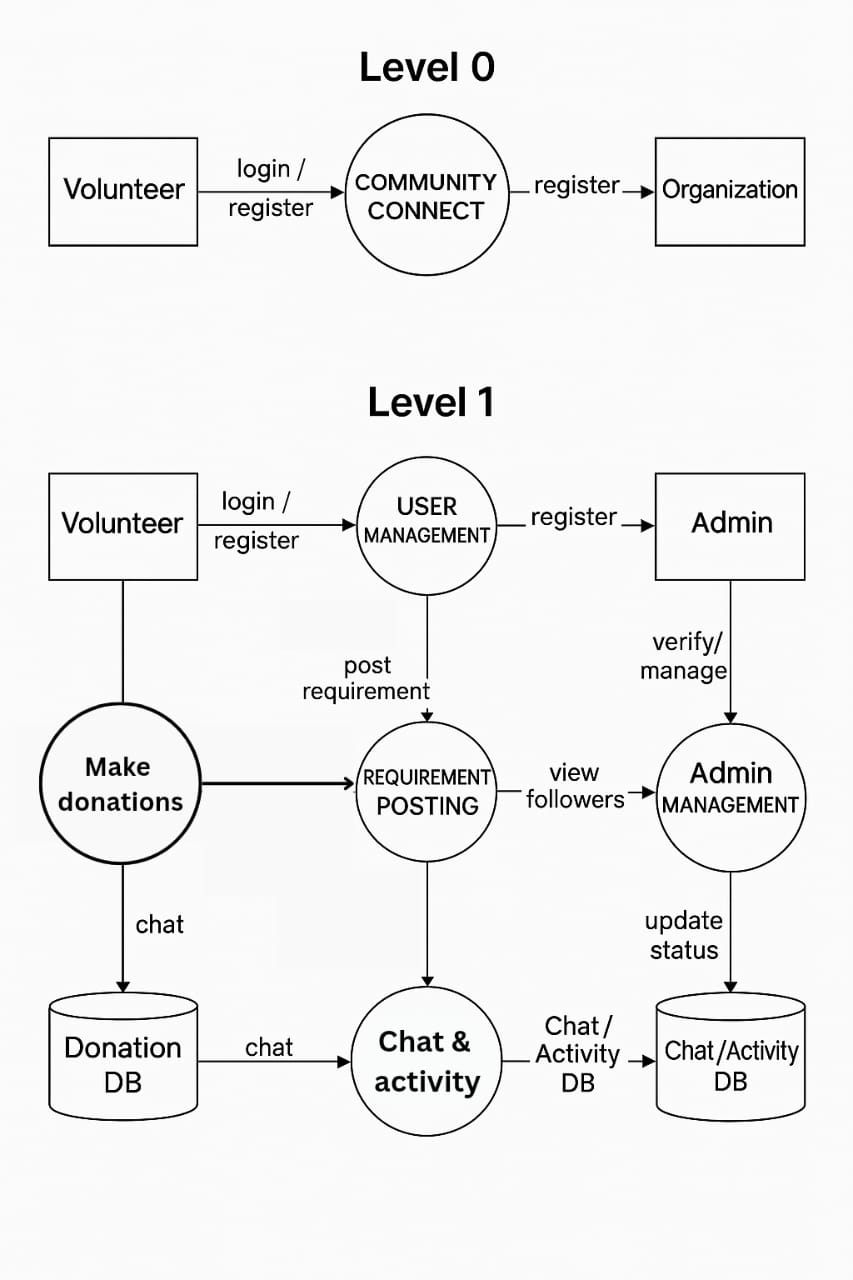 Level 0
Volunteer
login /
register
COMMUNITY
CONNECT
register
Organization
Level 1
Volunteer
login /
register
USER
MANAGEMENT
register
Admin
post
requirement
verify/
manage
Make
donations
REQUIREMENT
POSTING
view
followers
Admin
MANAGEMENT
chat
update
status
Donation
DB
chat
Chat &
activity
Chat /
Activity
DB
Chat/Activity
DB